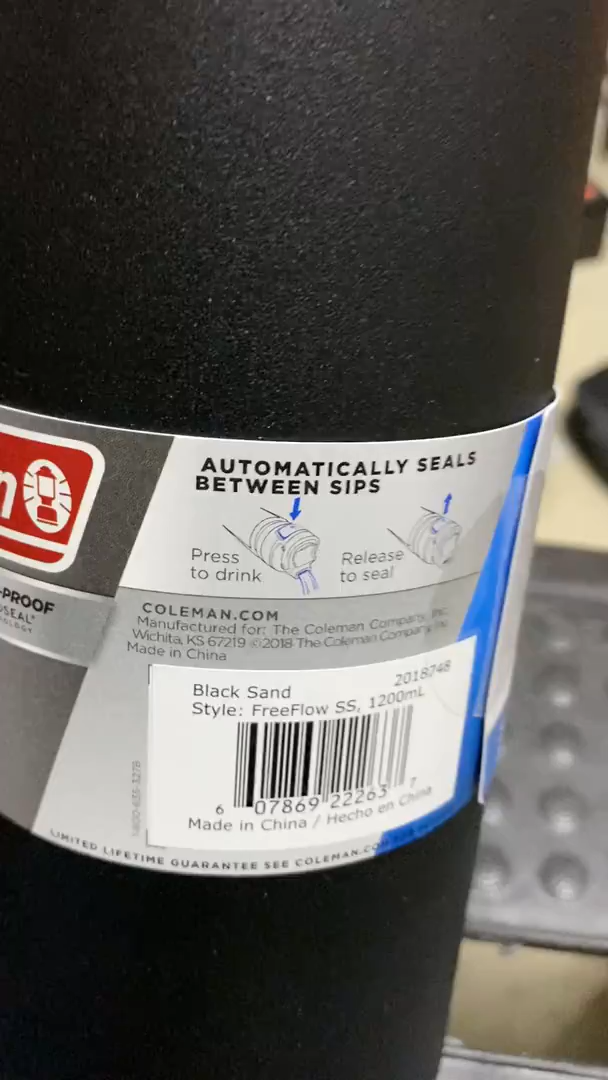 n
-PROOF
AUTOMATICALLY SEALS
BETWEEN SIPS
Press
to drink
Release
to seal
COLEMAN.COM
Manufactured for: The Coleman Company, Inc.
Wichita, KS 67219 ©2018 The Coleman Company, Inc.
Made in China
Black Sand
2018748
Style: FreeFlow SS, 1200mL
6 07869 22263 7
Made in China / Hecho en China
LIMITED LIFETIME GUARANTEE SEE COLEMAN.CO